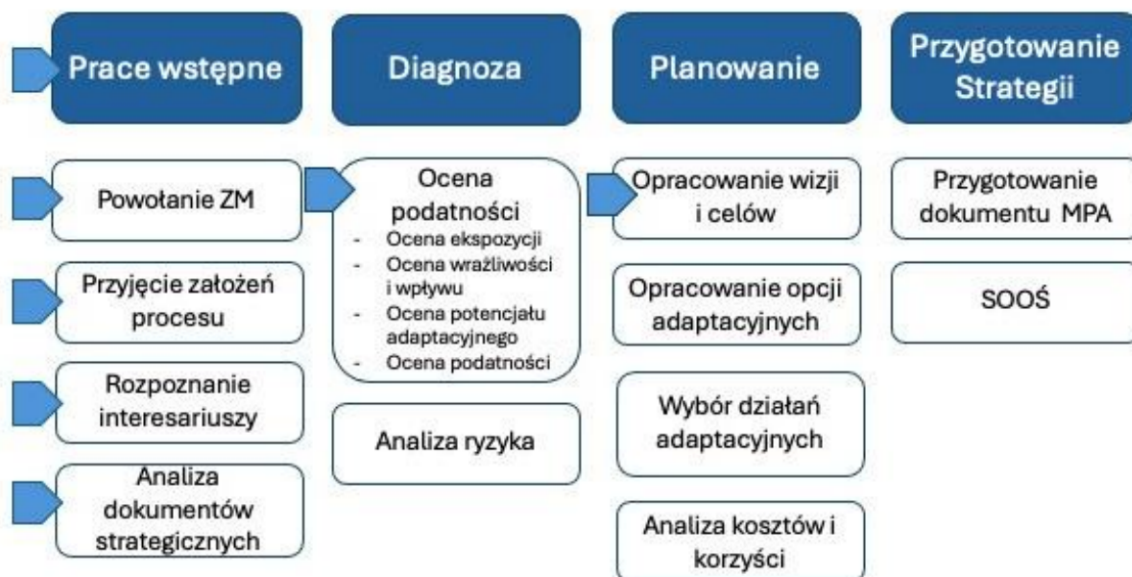 Prace wstępne
Powołanie ZM
Przyjęcie założeń
procesu
Rozpoznanie
interesariuszy
Analiza
dokumentów
strategicznych
Diagnoza
Ocena
podatności
- Ocena ekspozycji
- Ocena wrażliwości
i wpływu
- Ocena potencjału
adaptacyjnego
- Ocena podatności
Analiza ryzyka
Planowanie
Opracowanie wizji
i celów
Opracowanie opcji
adaptacyjnych
Wybór działań
adaptacyjnych
Analiza kosztów i
korzyści
Przygotowanie
Strategii
Przygotowanie
dokumentu MPA
SOOŚ